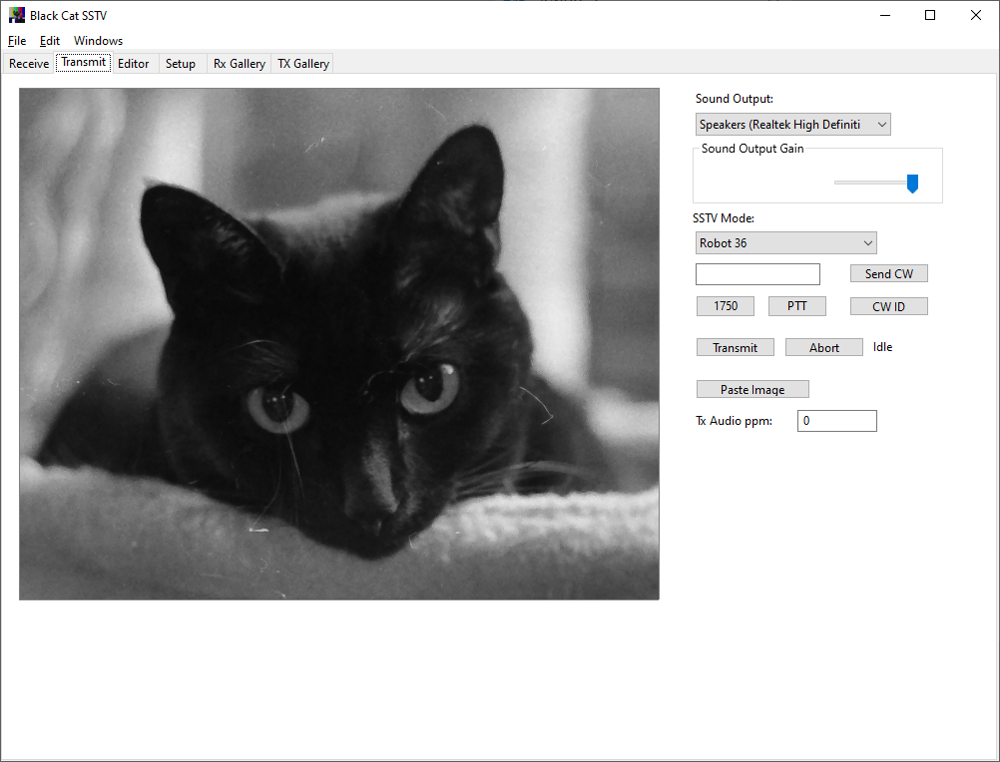 Black Cat SSTV
File Edit Windows
Receive Transmit Editor Setup Rx Gallery TX Gallery
Sound Output:
Speakers (Realtek High Definiti
Sound Output Gain
SSTV Mode:
Robot 36
Send CW
1750 PTT CW ID
Transmit Abort Idle
Paste Image
Tx Audio ppm: 0